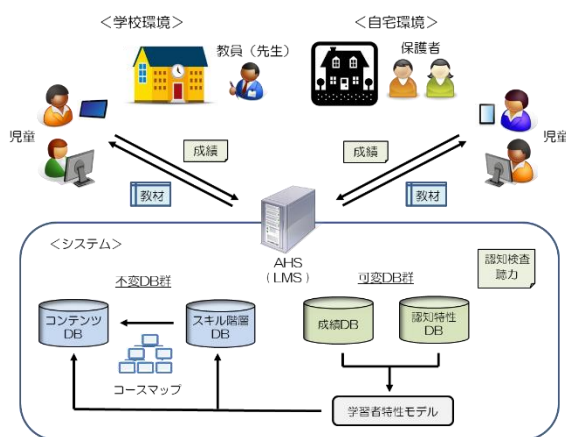 ＜学校環境＞
＜自宅環境＞
教員（先生）
保護者
児童
成績
教材
成績
教材
児童
＜システム＞
AHS
（LMS）
認知検査
聴力
不変DB群
可変DB群
コンテンツ
DB
スキル階層
DB
コースマップ
成績DB
認知特性
DB
学習者特性モデル